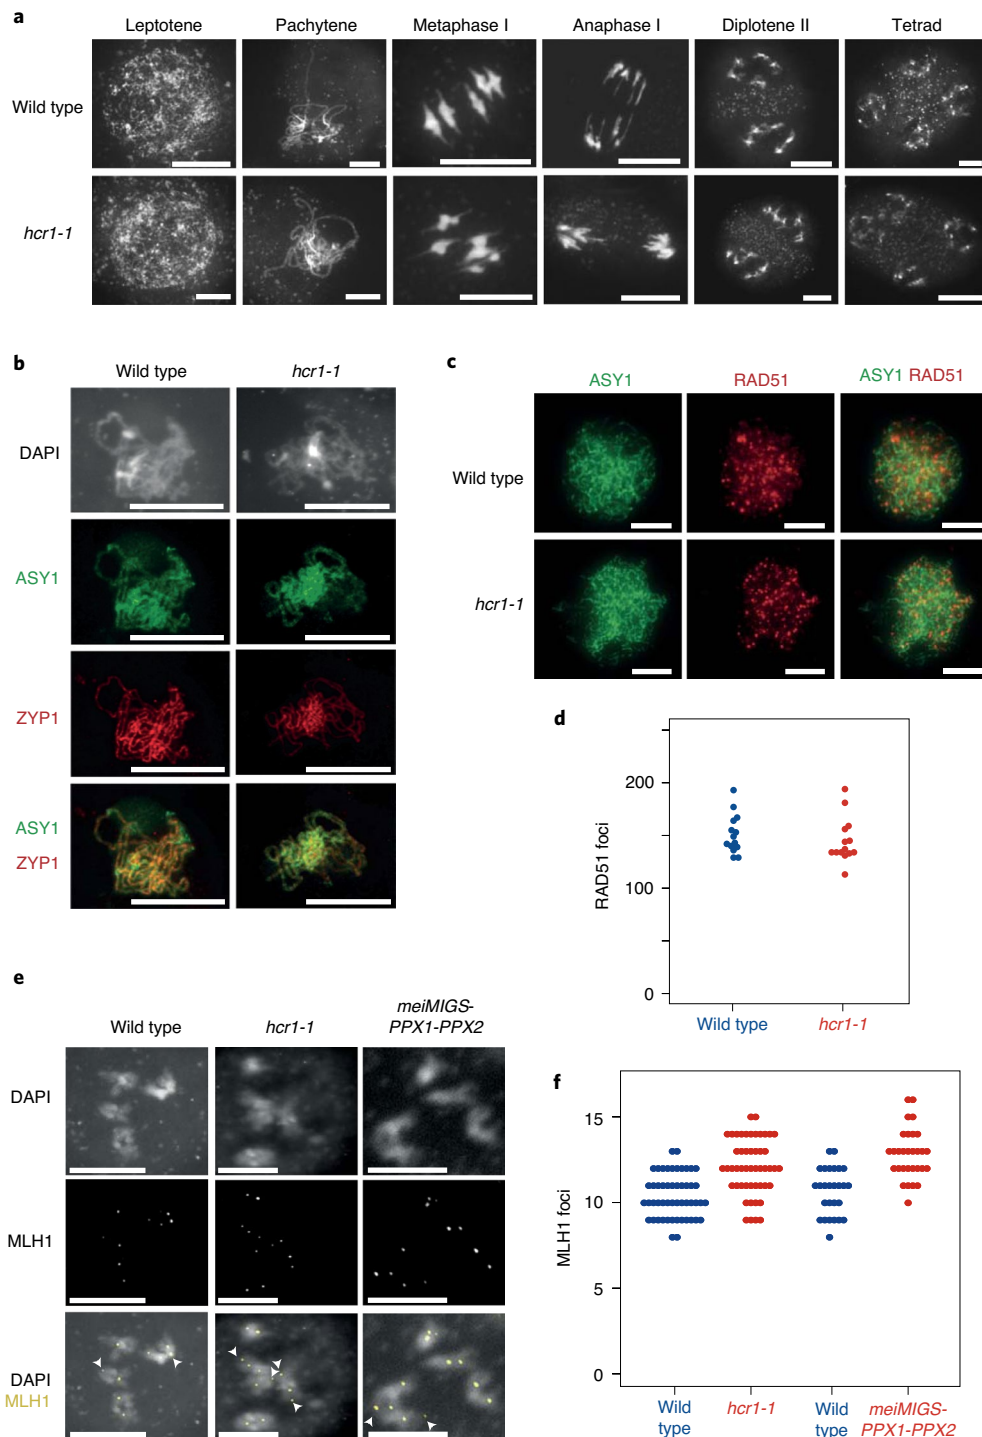 a
Leptotene Pachytene Metaphase I Anaphase I Diplotene II Tetrad
Wild type
hcr1-1
b
Wild type hcr1-1
DAPI
ASY1
ZYP1
ASY1
ZYP1
c
ASY1 RAD51 ASY1 RAD51
Wild type
hcr1-1
d
RAD51 foci
200
100
0
Wild type hcr1-1
e
Wild type hcr1-1 meiMIGS-
PPX1-PPX2
DAPI
MLH1
DAPI
MLH1
f
MLH1 foci
15
10
5
0
Wild
type
hcr1-1
Wild
type
meiMIGS-
PPX1-PPX2